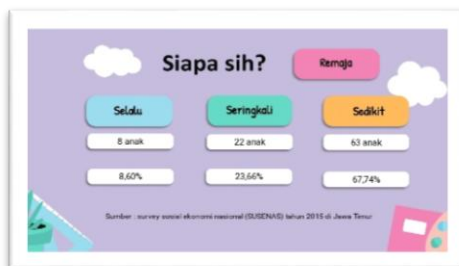 Siapa sih?
Remaja
Selalu
Seringkali
Sedikit
8 anak
22 anak
63 anak
8,60%
23,66%
67,74%
Sumber : survey sosial ekonomi nasional (SUSENAS) tahun 2015 di Jawa Timur